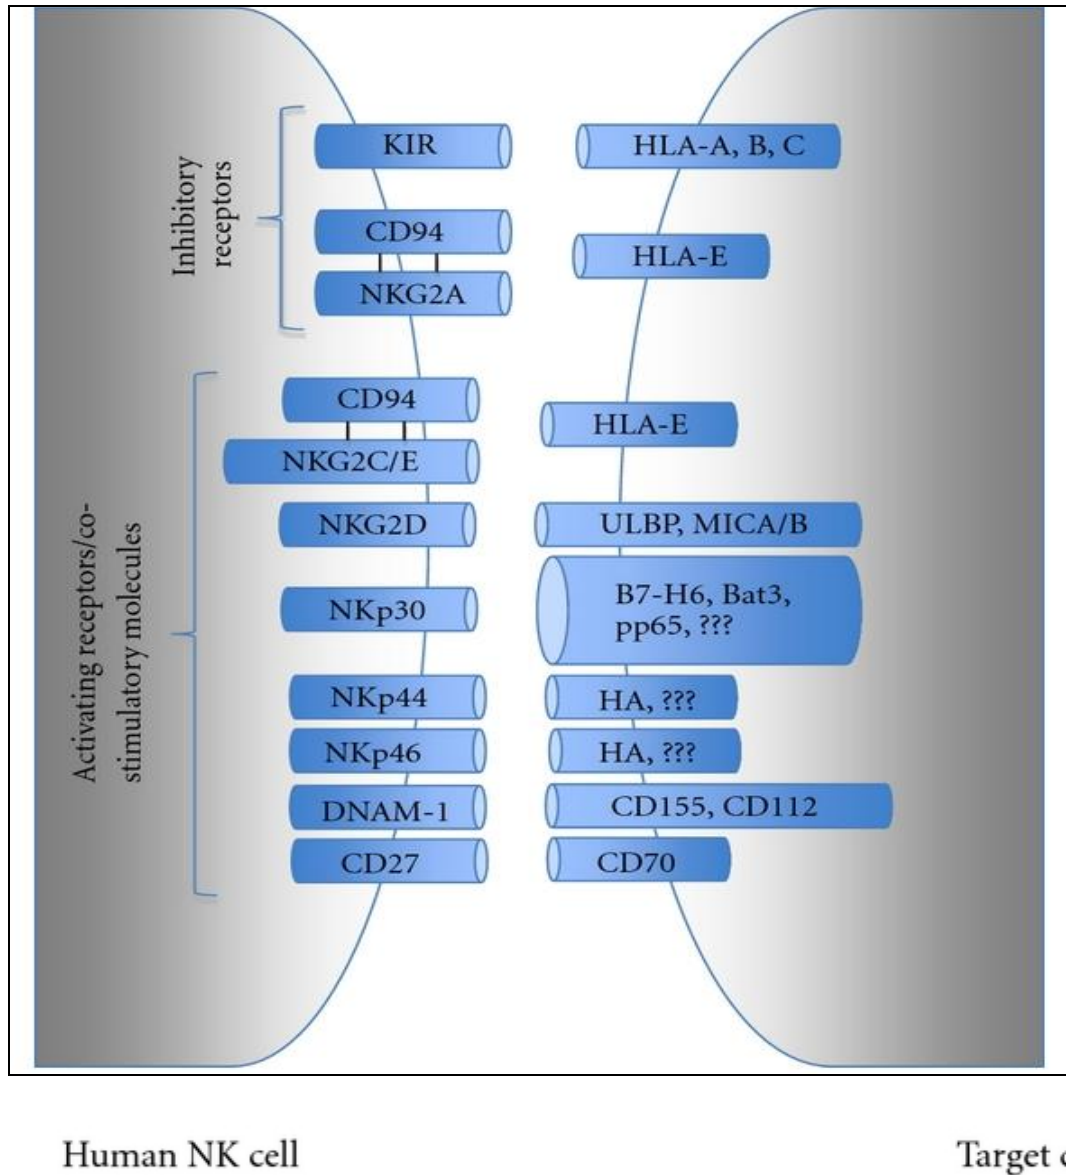 Inhibitory
receptors
KIR
HLA-A, B, C
CD94
NKG2A
HLA-E
Activating receptors/co-
stimulatory molecules
CD94
NKG2C/E
HLA-E
NKG2D
ULBP, MICA/B
NKp30
B7-H6, Bat3,
pp65, ???
NKp44
HA, ???
NKp46
HA, ???
DNAM-1
CD155, CD112
CD27
CD70
Human NK cell
Target